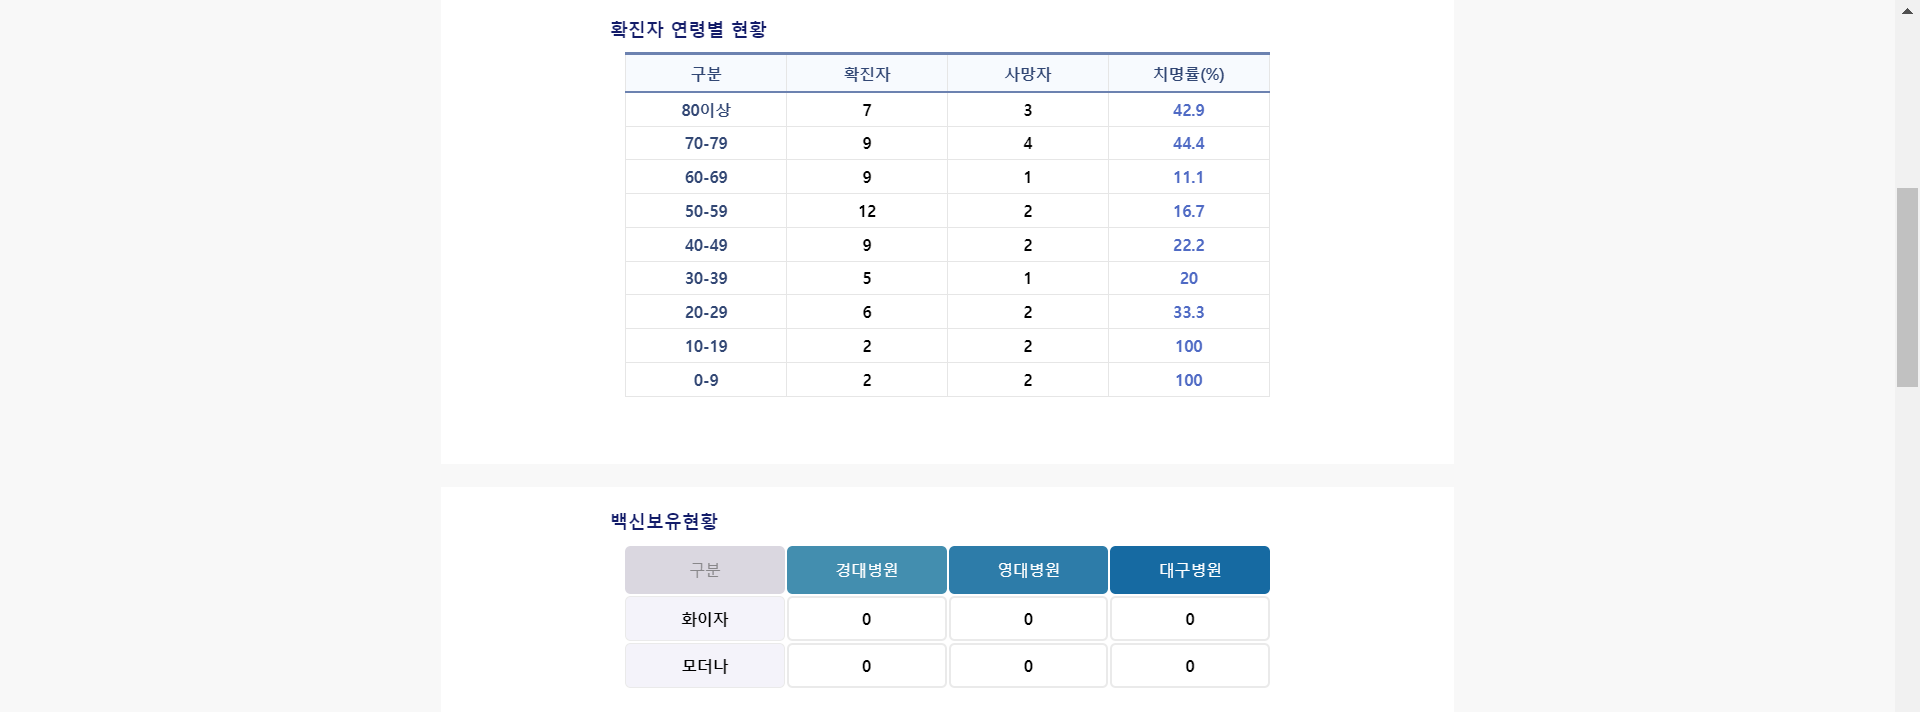 확진자 연령별 현황
구분 확진자 사망자 치명률(%)
80이상 7 3 42.9
70-79 9 4 44.4
60-69 9 1 11.1
50-59 12 2 16.7
40-49 9 2 22.2
30-39 5 1 20
20-29 6 2 33.3
10-19 2 2 100
0-9 2 2 100
백신보유현황
구분 경대병원 영대병원 대구병원
화이자 0 0 0
모더나 0 0 0